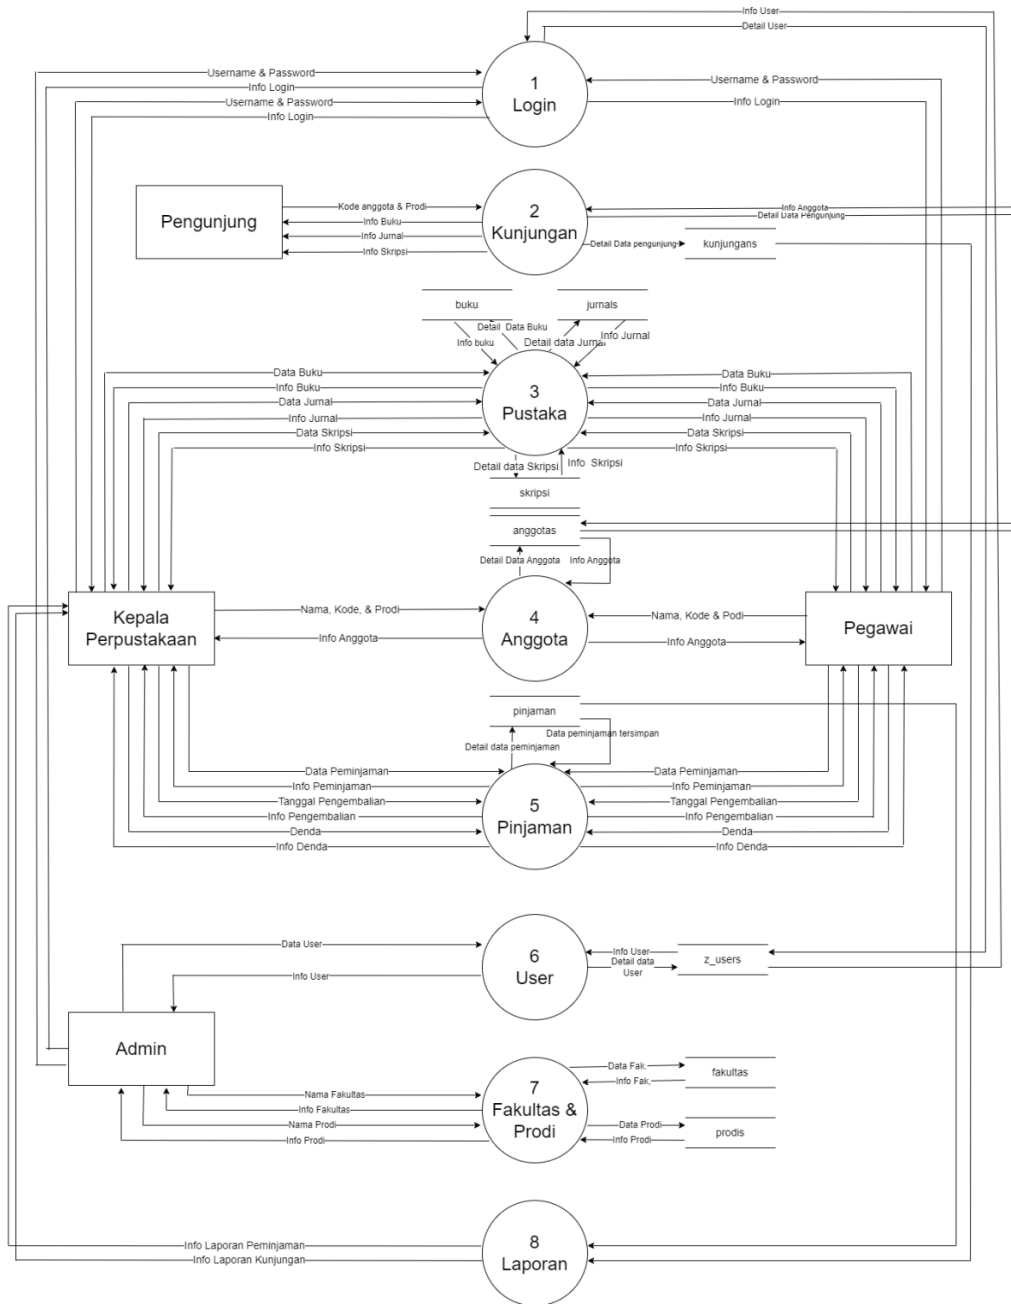 Info User
Detail User
1
Login
Username & Password
Info Login
Username & Password
Info Login
Username & Password
Info Login
Pengunjung
Kode anggota & Prodi
Info Buku
Info Jurnal
Info Skripsi
2
Kunjungan
Info Anggota
Detail Data Pengunjung
Detail Data pengunjung
kunjungans
buku
jurnals
Detail Data Buku
Info buku
Detail data Jurnal
Info Jurnal
3
Pustaka
Data Buku
Info Buku
Data Jurnal
Info Jurnal
Data Skripsi
Info Skripsi
Data Buku
Info Buku
Data Jurnal
Info Jurnal
Data Skripsi
Info Skripsi
Detail data Skripsi
Info Skripsi
skripsi
anggotas
Detail Data Anggota
Info Anggota
Kepala
Perpustakaan
Nama, Kode, & Prodi
Info Anggota
4
Anggota
Nama, Kode & Podi
Info Anggota
Pegawai
pinjaman
Detail data peminjaman
Data peminjaman tersimpan
5
Pinjaman
Data Peminjaman
Info Peminjaman
Tanggal Pengembalian
Info Pengembalian
Denda
Info Denda
Data Peminjaman
Info Peminjaman
Tanggal Pengembalian
Info Pengembalian
Denda
Info Denda
Data User
Info User
6
User
Info User
Detail data
User
z_users
Admin
Nama Fakultas
Info Fakultas
Nama Prodi
Info Prodi
7
Fakultas &
Prodi
Data Fak.
Info Fak,
fakultas
Data Prodi
Info Prodi
prodis
Info Laporan Peminjaman
Info Laporan Kunjungan
8
Laporan